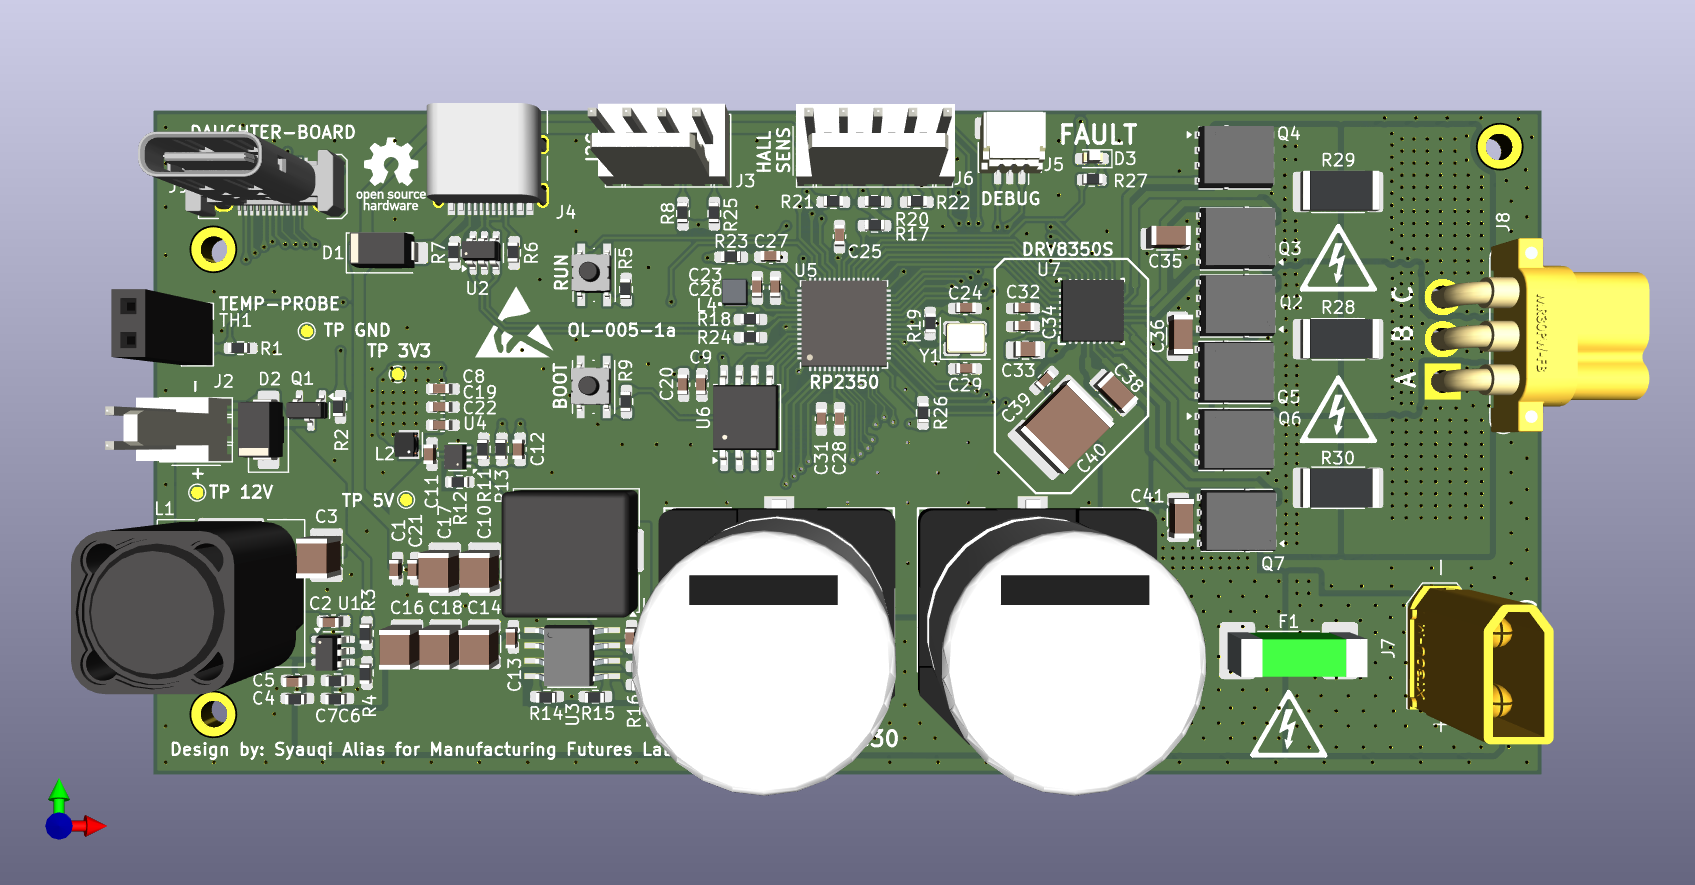 DAUGHTER-BOARD
open source
hardware
J4
J3
HALL
SENS
J6
J5
DEBUG
FAULT
D3
R27
Q4
R29
J8
D1
R7
R6
U2
RUN
R5
R8
R25
R21
R22
R20
R17
R23
C27
C25
C23
C26
L4
R18
R24
U5
RP2350
DRV8350S
U7
C24
C32
C34
C33
R19
Y1
C29
C35
Q3
Q2
C36
R28
C
B
A
MR30PW-FB
TEMP-PROBE
TH1
R1
TP GND
TP 3V3
OL-005-1a
J2
D2
Q1
R2
C8
C19
C22
U4
L2
BOOT
R9
C20
C9
U6
C31
C28
R26
C39
C38
C40
Q5
Q6
R30
C41
Q7
+
TP 12V
TP 5V
C11
R12
R11
R13
C12
L1
C3
C1
C21
C17
C10
C2
U1
R3
C16
C18
C14
C13
C5
C4
C7
C6
R4
R14
U3
R15
R16
F1
J7
+
Design by: Syauqi Alias for Manufacturing Futures La